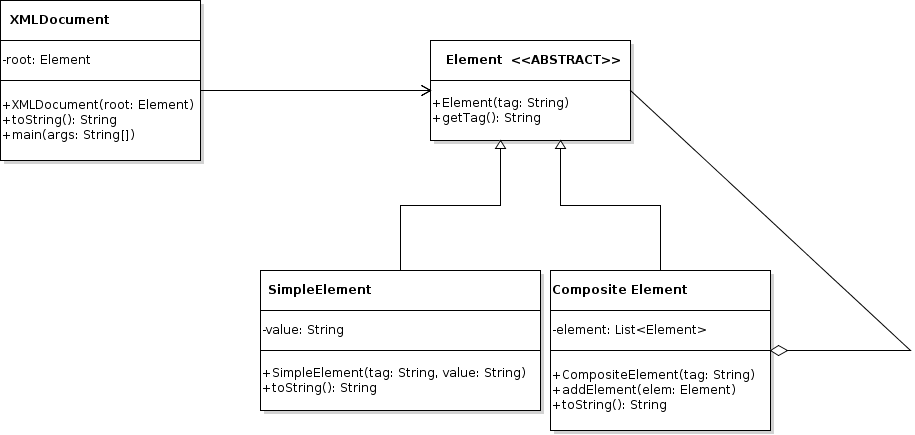 XMLDocument
-root: Element
+XMLDocument(root: Element)
+toString(): String
+main(args: String[])
Element <<ABSTRACT>>
+Element(tag: String)
+getTag(): String
SimpleElement
-value: String
+SimpleElement(tag: String, value: String)
+toString(): String
Composite Element
-element: List<Element>
+CompositeElement(tag: String)
+addElement(elem: Element)
+toString(): String